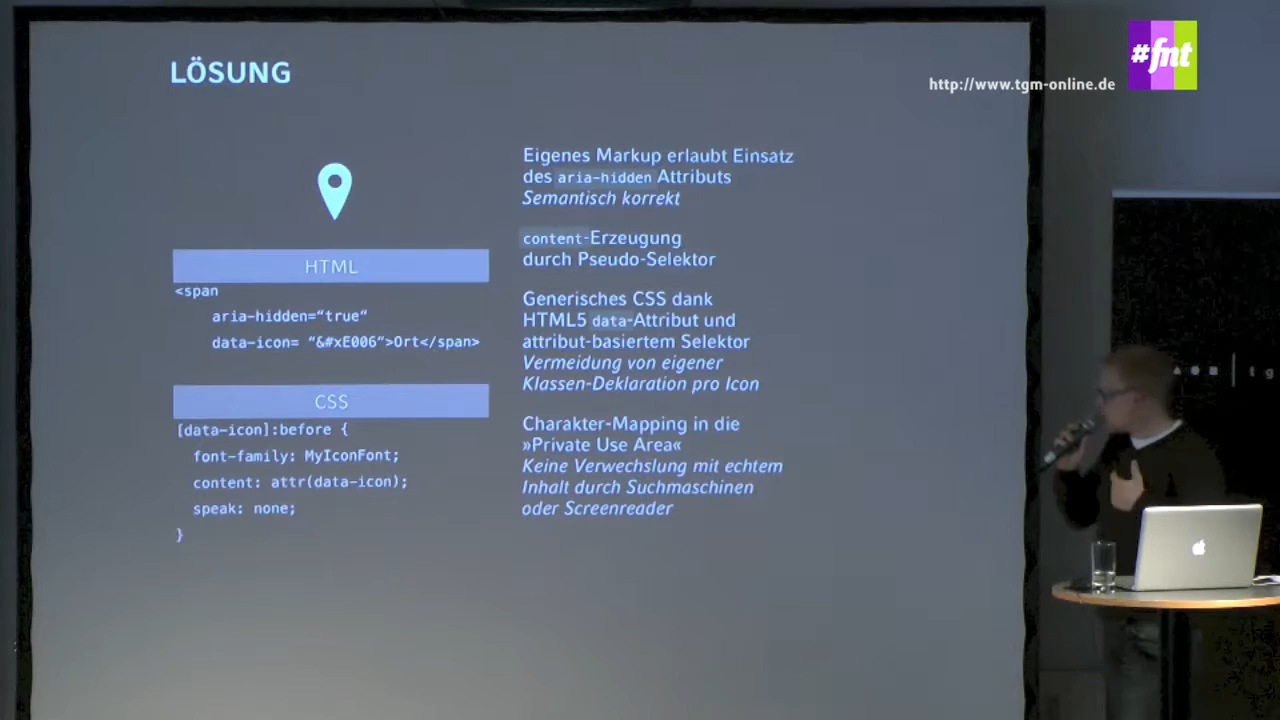 LÖSUNG
http://www.tgm-online.de
#fnt
HTML
<span
aria-hidden=“true“
data-icon= “&#xE006”>Ort</span>
CSS
[data-icon]:before {
font-family: MyIconFont;
content: attr(data-icon);
speak: none;
}
Eigenes Markup erlaubt Einsatz
des aria-hidden Attributs
Semantisch korrekt
content-Erzeugung
durch Pseudo-Selektor
Generisches CSS dank
HTML5 data-Attribut und
attribut-basiertem Selektor
Vermeidung von eigener
Klassen-Deklaration pro Icon
Charakter-Mapping in die
»Private Use Area«
Keine Verwechslung mit echtem
Inhalt durch Suchmaschinen
oder Screenreader